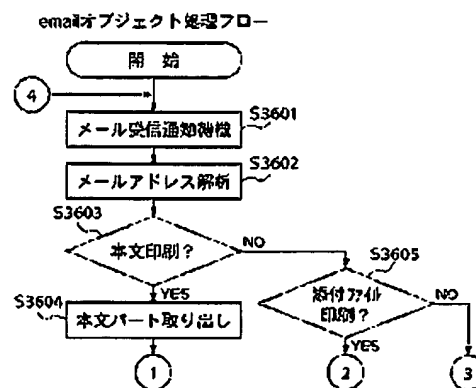 emailオブジェクト処理フロー
開 始
4
S3601
メール受信通知待機
S3602
メールアドレス解析
S3603
本文印刷?
NO
S3605
YES
添付ファイル
印刷?
NO
S3604
本文パート取り出し
YES
1
2
3